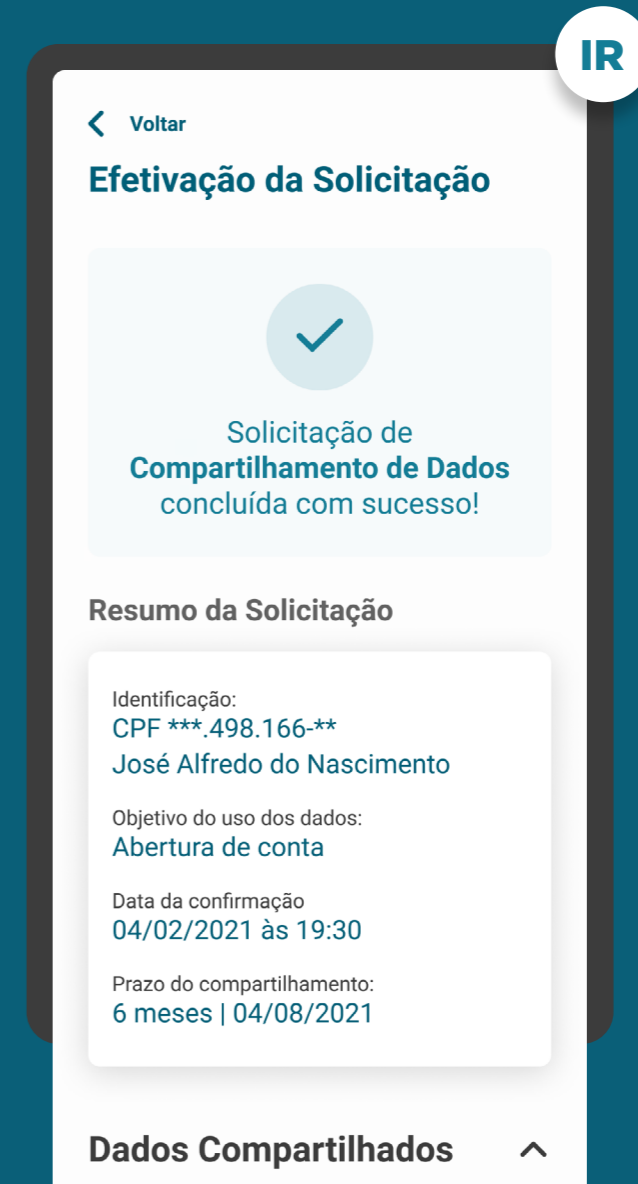 IR
Voltar
Efetivação da Solicitação
Solicitação de
Compartilhamento de Dados
concluída com sucesso!
Resumo da Solicitação
Identificação:
CPF ***.498.166-**
José Alfredo do Nascimento
Objetivo do uso dos dados:
Abertura de conta
Data da confirmação
04/02/2021 às 19:30
Prazo do compartilhamento:
6 meses | 04/08/2021
Dados Compartilhados